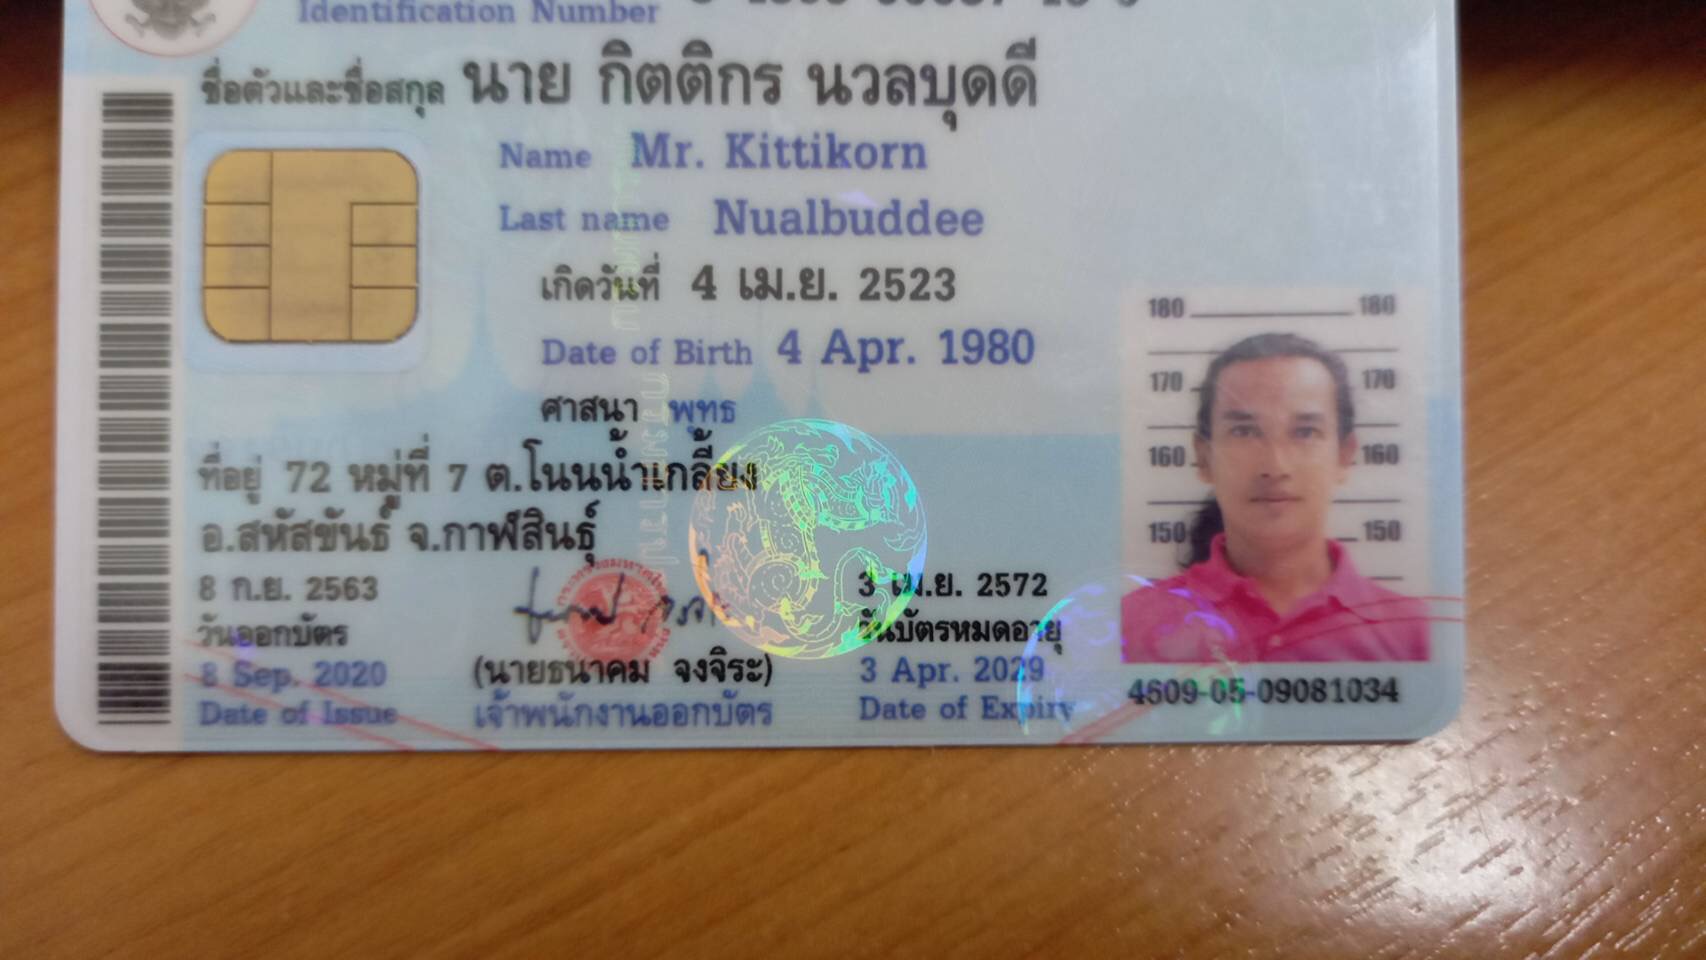 Identification Number
ชื่อตัวและชื่อสกุล นาย กิตติกร นวลบุดดี
Name Mr. Kittikorn
Last name Nualbuddee
เกิดวันที่ 4 เม.ย. 2523
Date of Birth 4 Apr. 1980
ศาสนา พุทธ
ที่อยู่ 72 หมู่ที่ 7 ต.โนนน้ำเกลี้ยง
อ.สหัสขันธ์ จ.กาฬสินธุ์
8 ก.ย. 2563
วันออกบัตร
8 Sep. 2020
Date of Issue
(นายธนาคม จงจิระ)
เจ้าพนักงานออกบัตร
3 เม.ย. 2572
วันบัตรหมดอายุ
3 Apr. 2029
Date of Expiry
180 180
170 170
160 160
150 150
4609-05-09081034